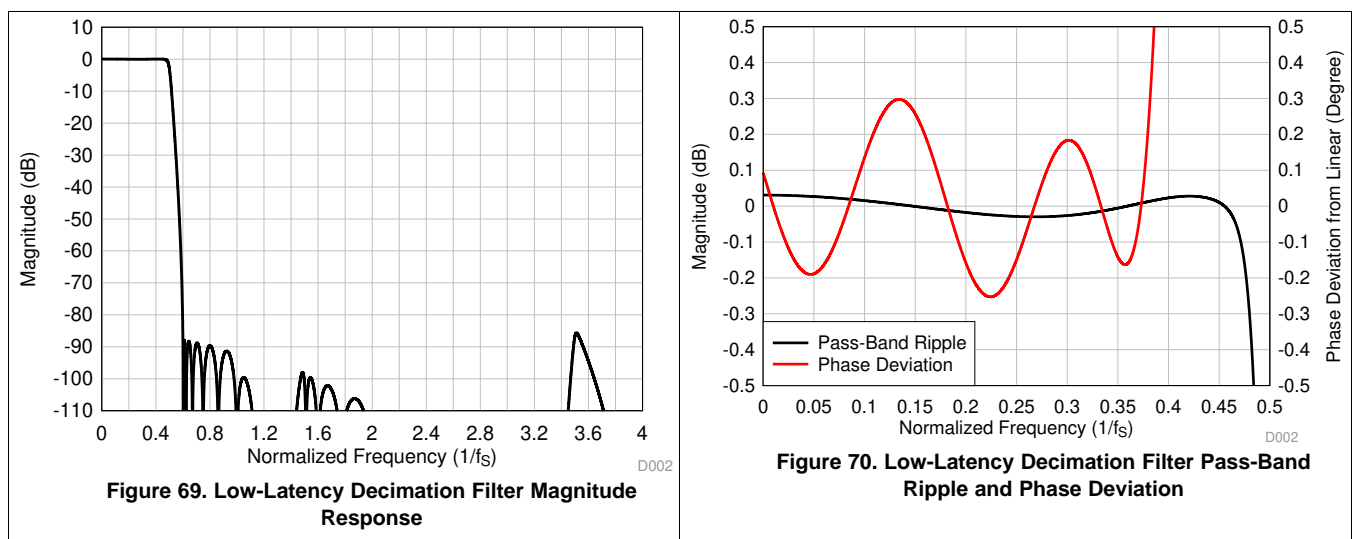 10
0
-10
-20
-30
-40
-50
-60
-70
-80
-90
-100
-110
Magnitude (dB)
0 0.4 0.8 1.2 1.6 2 2.4 2.8 3.2 3.6 4
Normalized Frequency (1/fS)
D002
Figure 69. Low-Latency Decimation Filter Magnitude
Response
0.5
0.4
0.3
0.2
0.1
0
-0.1
-0.2
-0.3
-0.4
-0.5
Magnitude (dB)
Pass-Band Ripple
Phase Deviation
0.5
0.4
0.3
0.2
0.1
0
-0.1
-0.2
-0.3
-0.4
-0.5
Phase Deviation from Linear (Degree)
0 0.05 0.1 0.15 0.2 0.25 0.3 0.35 0.4 0.45 0.5
Normalized Frequency (1/fS)
D002
Figure 70. Low-Latency Decimation Filter Pass-Band
Ripple and Phase Deviation